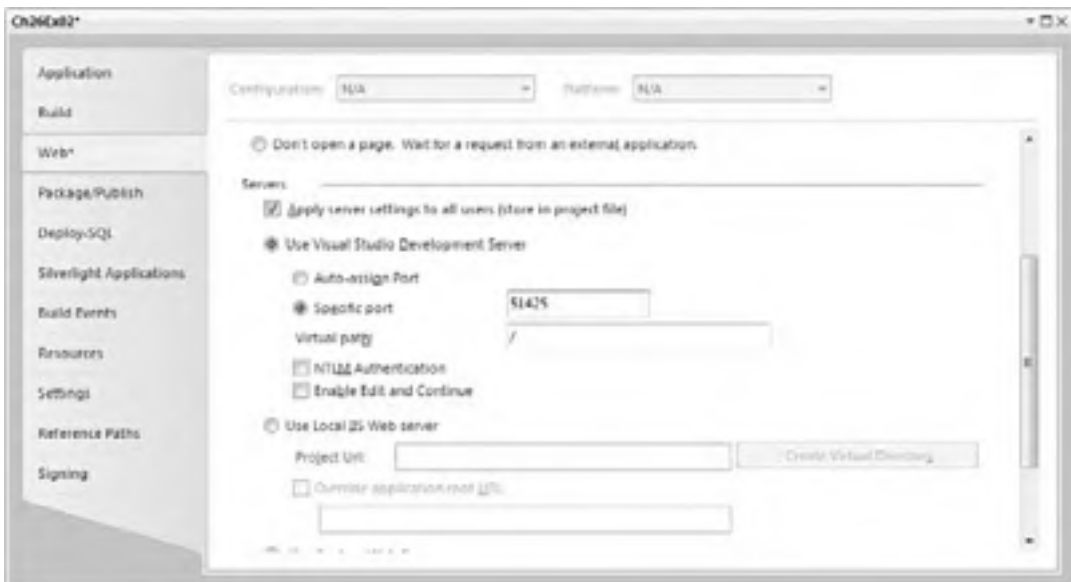 Ch26Ex02*
Application
Build
Web*
Package/Publish
Deploy-SQL
Silverlight Applications
Build Events
Resources
Settings
Reference Paths
Signing
Configuration: N/A Platform: N/A
Don't open a page. Wait for a request from an external application.
Servers
Apply server settings to all users (store in project file)
Use Visual Studio Development Server
Auto-assign Port
Specific port 51425
Virtual path: /
NTLM Authentication
Enable Edit and Continue
Use Local IIS Web server
Project Url: Create Virtual Directory
Override application root URL